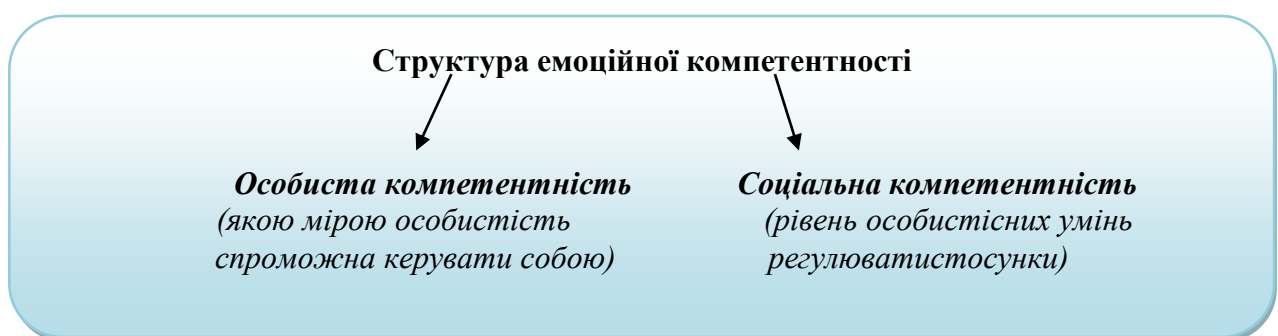 Структура емоційної компетентності
Особиста компетентність
(якою мірою особистість
спроможна керувати собою)
Соціальна компетентність
(рівень особистісних умінь
регулюватистосунки)